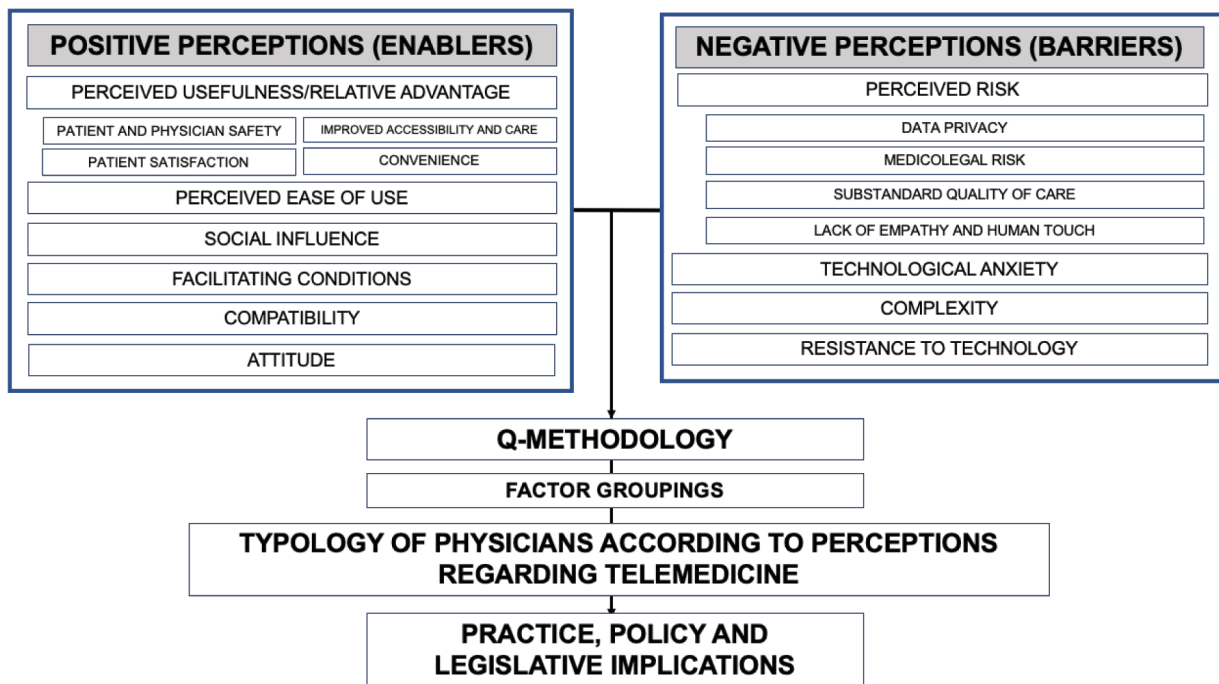 POSITIVE PERCEPTIONS (ENABLERS)
PERCEIVED USEFULNESS/RELATIVE ADVANTAGE
PATIENT AND PHYSICIAN SAFETY
IMPROVED ACCESSIBILITY AND CARE
PATIENT SATISFACTION
CONVENIENCE
PERCEIVED EASE OF USE
SOCIAL INFLUENCE
FACILITATING CONDITIONS
COMPATIBILITY
ATTITUDE
NEGATIVE PERCEPTIONS (BARRIERS)
PERCEIVED RISK
DATA PRIVACY
MEDICOLEGAL RISK
SUBSTANDARD QUALITY OF CARE
LACK OF EMPATHY AND HUMAN TOUCH
TECHNOLOGICAL ANXIETY
COMPLEXITY
RESISTANCE TO TECHNOLOGY
Q-METHODOLOGY
FACTOR GROUPINGS
TYPOLOGY OF PHYSICIANS ACCORDING TO PERCEPTIONS
REGARDING TELEMEDICINE
PRACTICE, POLICY AND
LEGISLATIVE IMPLICATIONS